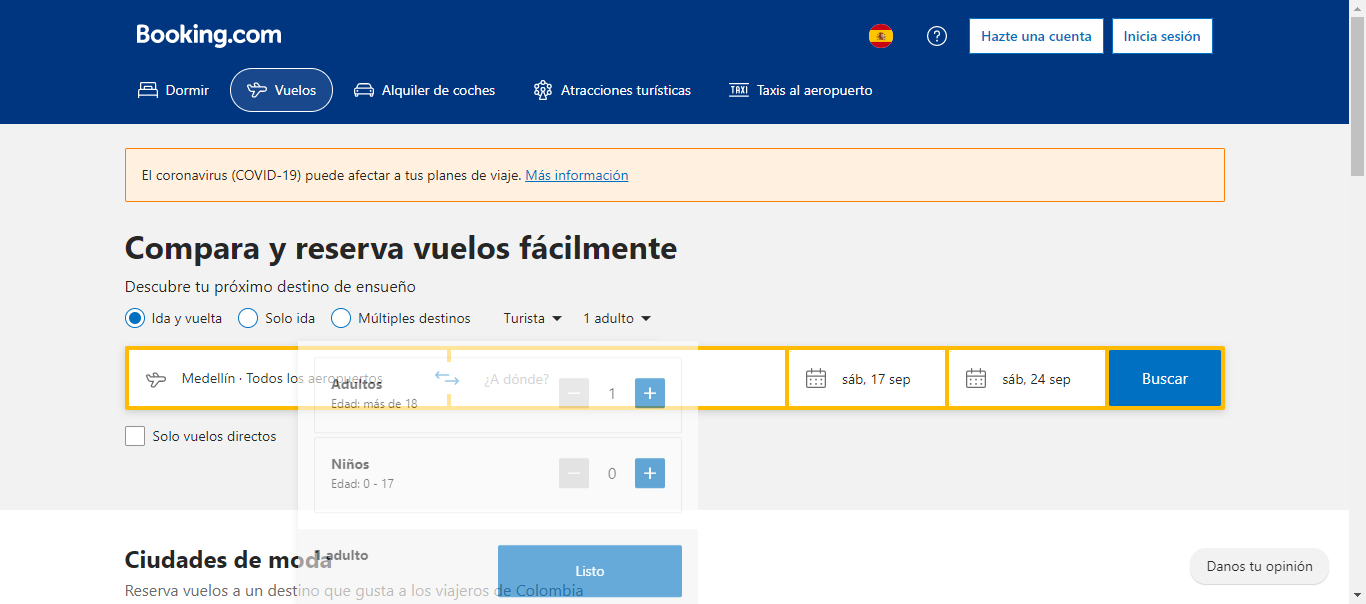 Booking.com
Hazte una cuenta
Inicia sesión
Dormir
Vuelos
Alquiler de coches
Atracciones turísticas
TAXI
Taxis al aeropuerto
El coronavirus (COVID-19) puede afectar a tus planes de viaje. Más información
Compara y reserva vuelos fácilmente
Descubre tu próximo destino de ensueño
Ida y vuelta
Solo ida
Múltiples destinos
Turista
1 adulto
Medellín · Todos los aeropuertos
¿A dónde?
sáb, 17 sep
sáb, 24 sep
Buscar
Adultos
1
Edad: más de 18
Solo vuelos directos
Niños
0
Edad: 0 - 17
1 adulto
Listo
Ciudades de moda
Reserva vuelos a un destino que gusta a los viajeros de Colombia
Danos tu opinión